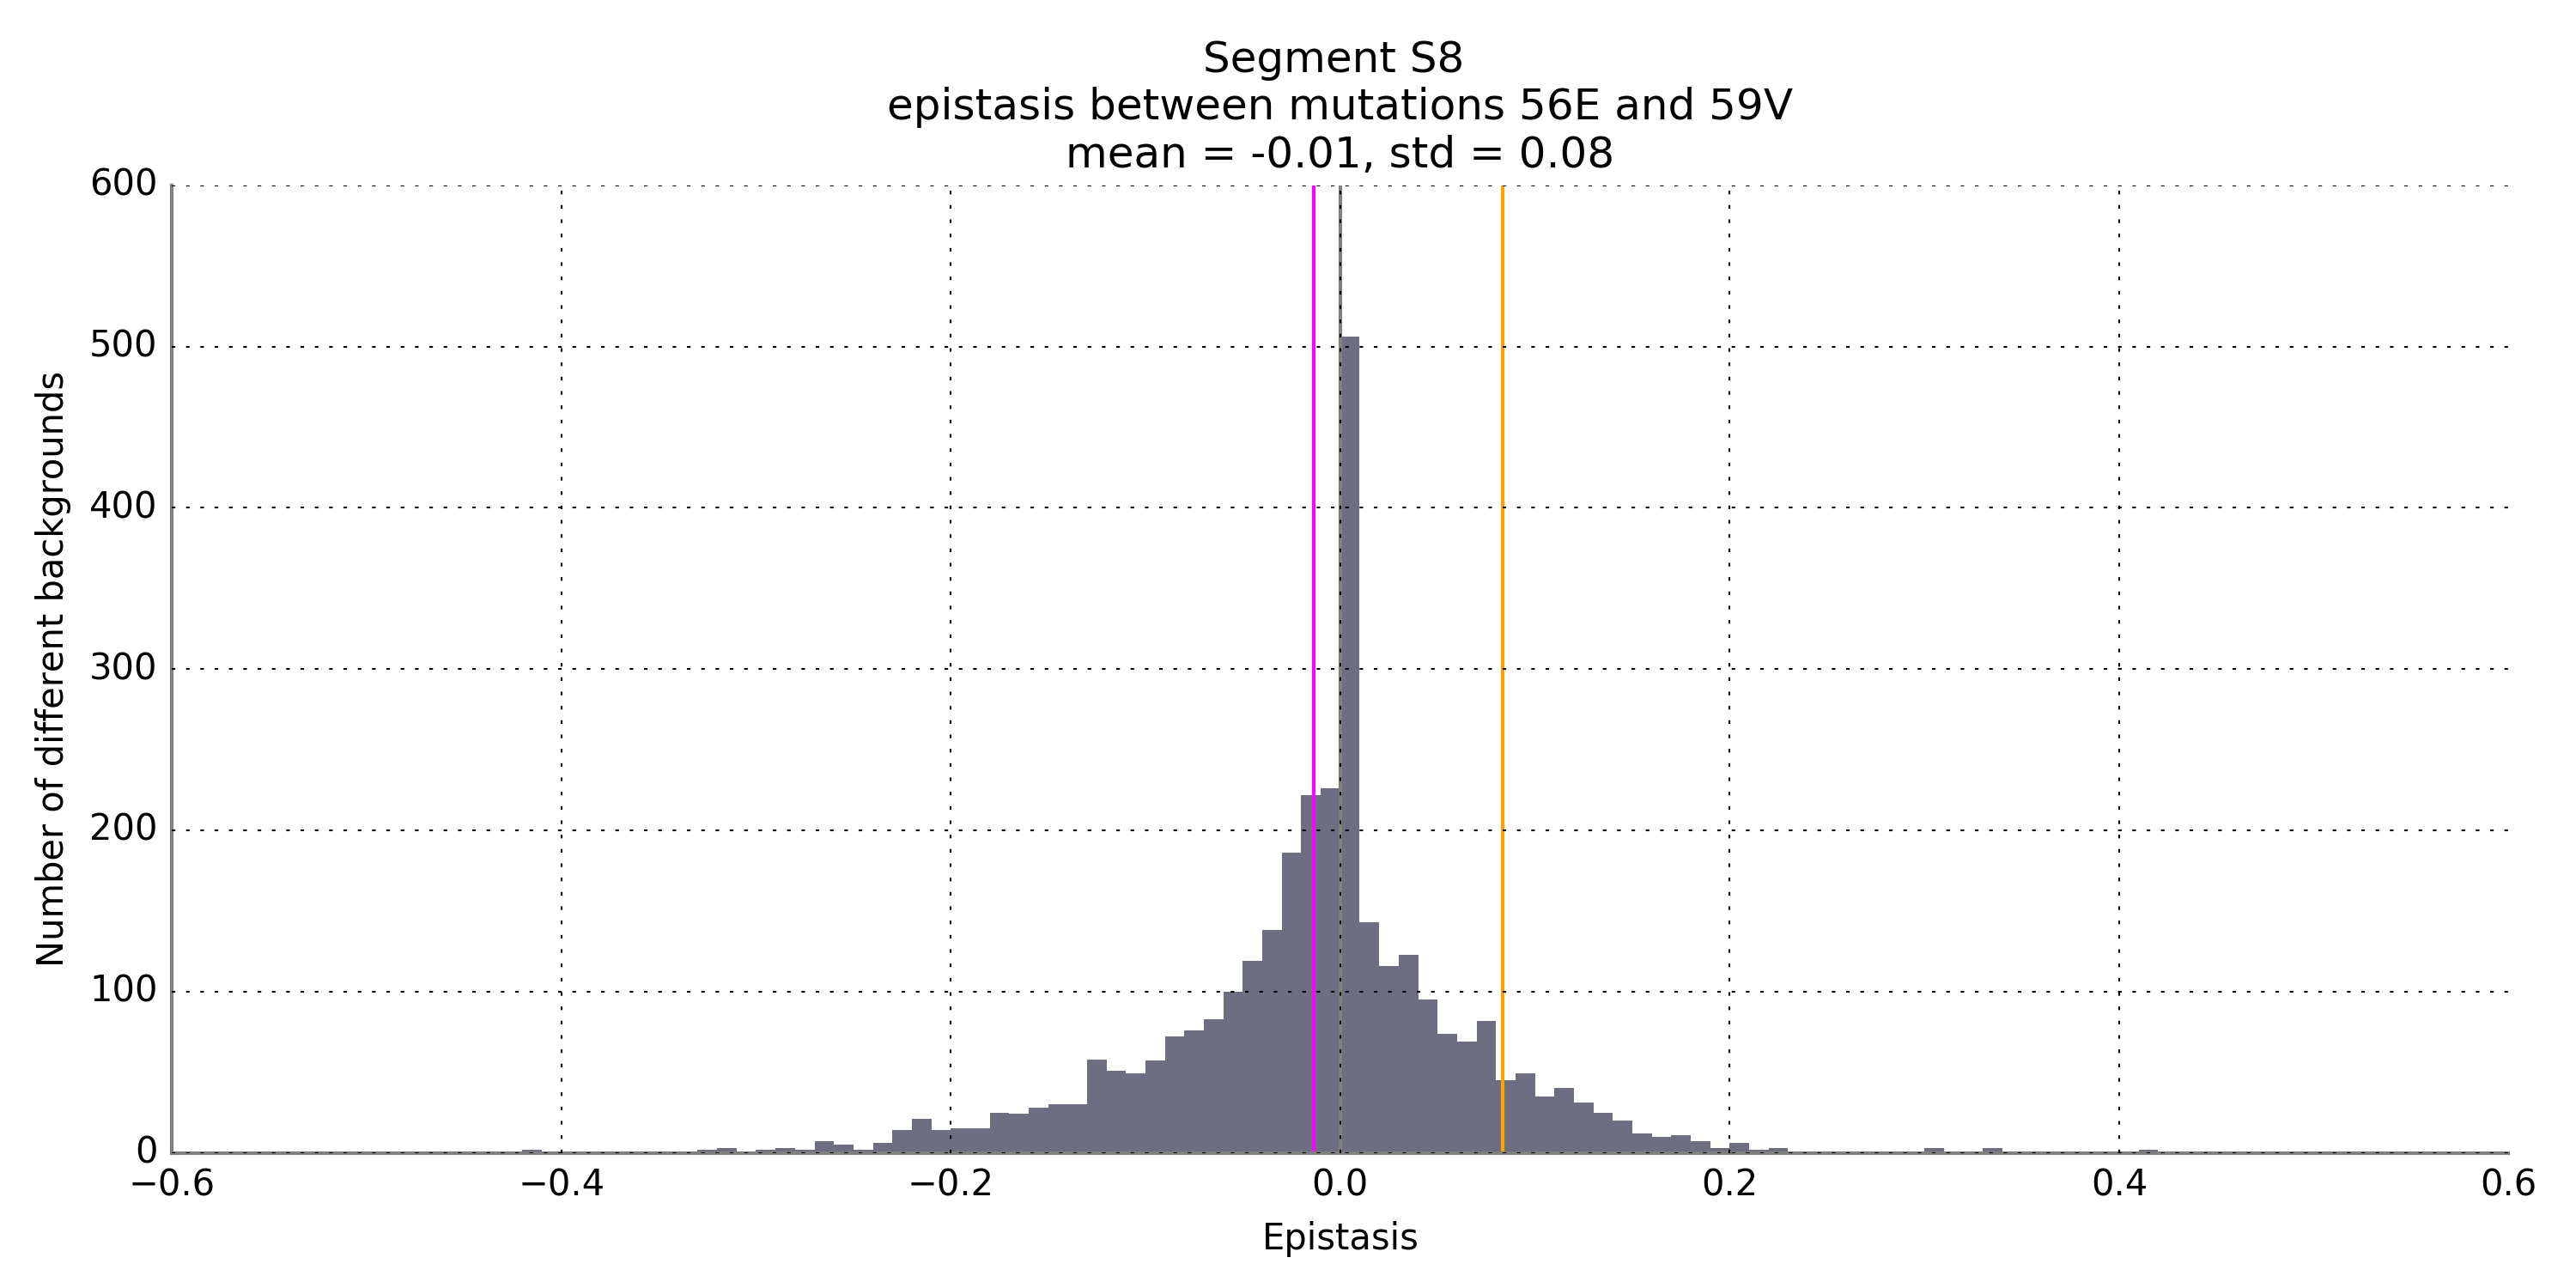 Segment S8
epistasis between mutations 56E and 59V
mean = -0.01, std = 0.08
600
500
400
300
200
100
0
Number of different backgrounds
−0.6
−0.4
−0.2
0.0
0.2
0.4
0.6
Epistasis